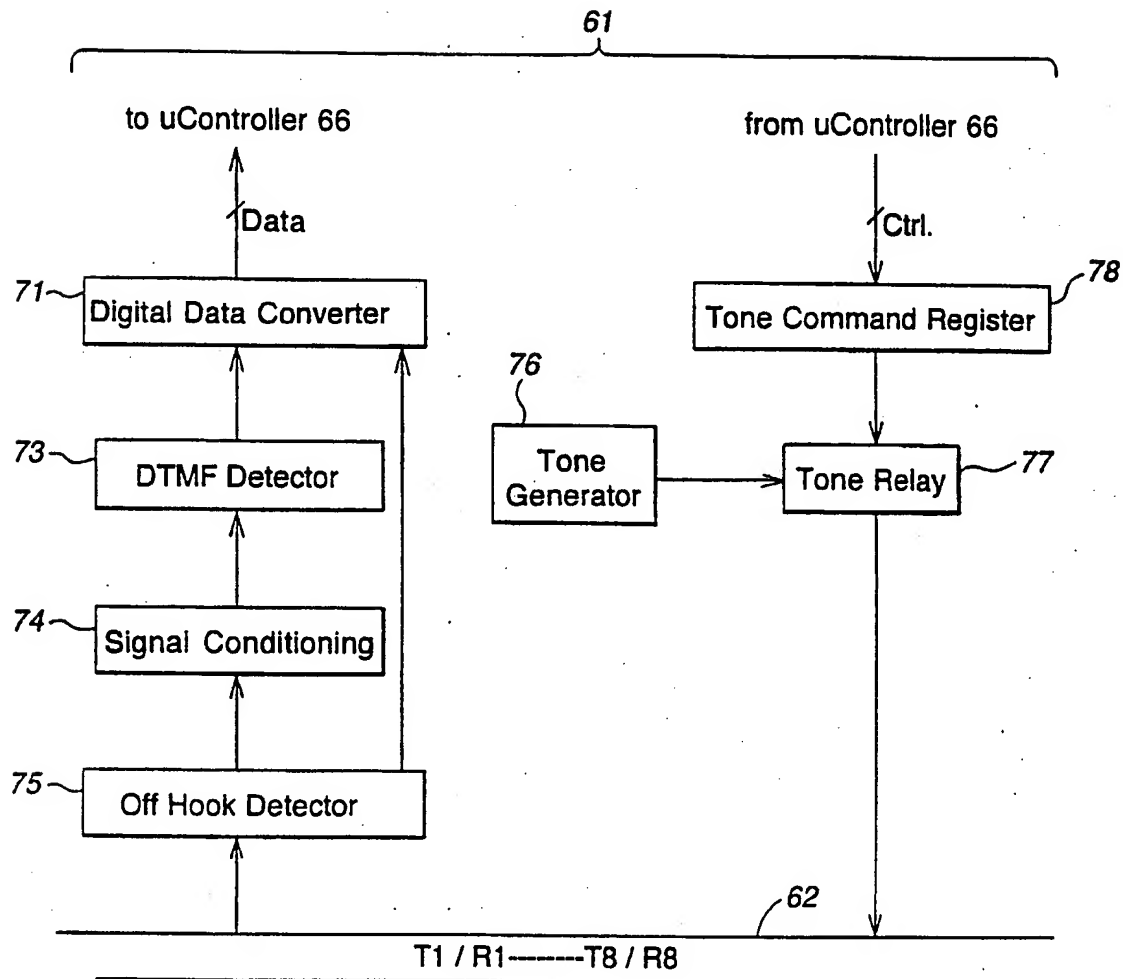 61
to uController 66
from uController 66
Data
Ctrl.
71
Digital Data Converter
78
Tone Command Register
76
73
DTMF Detector
Tone
Generator
77
Tone Relay
74
Signal Conditioning
75
Off Hook Detector
62
T1 / R1--------T8 / R8